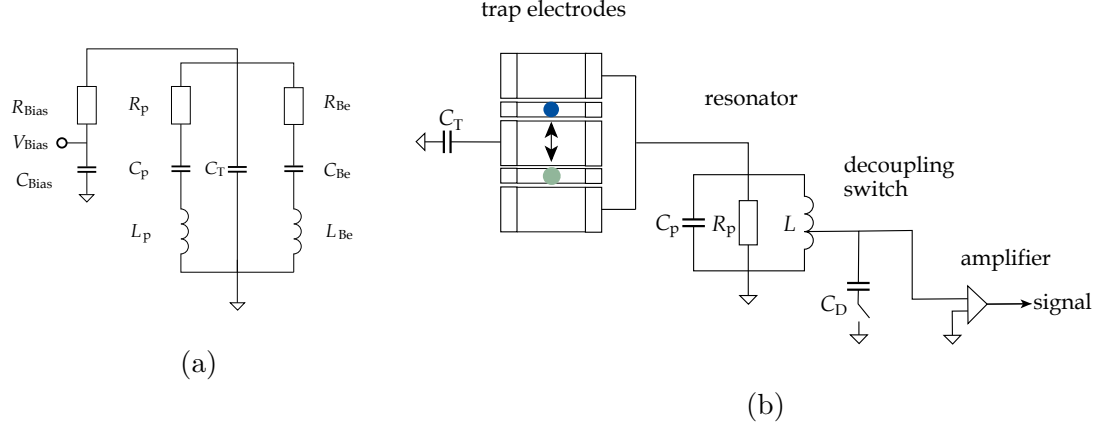 trap electrodes
R_Bias
R_p
R_Be
V_Bias
C_Bias
C_p
C_T
C_Be
L_p
L_Be
(a)
C_T
resonator
decoupling
switch
C_p
R_p
L
C_D
amplifier
signal
(b)